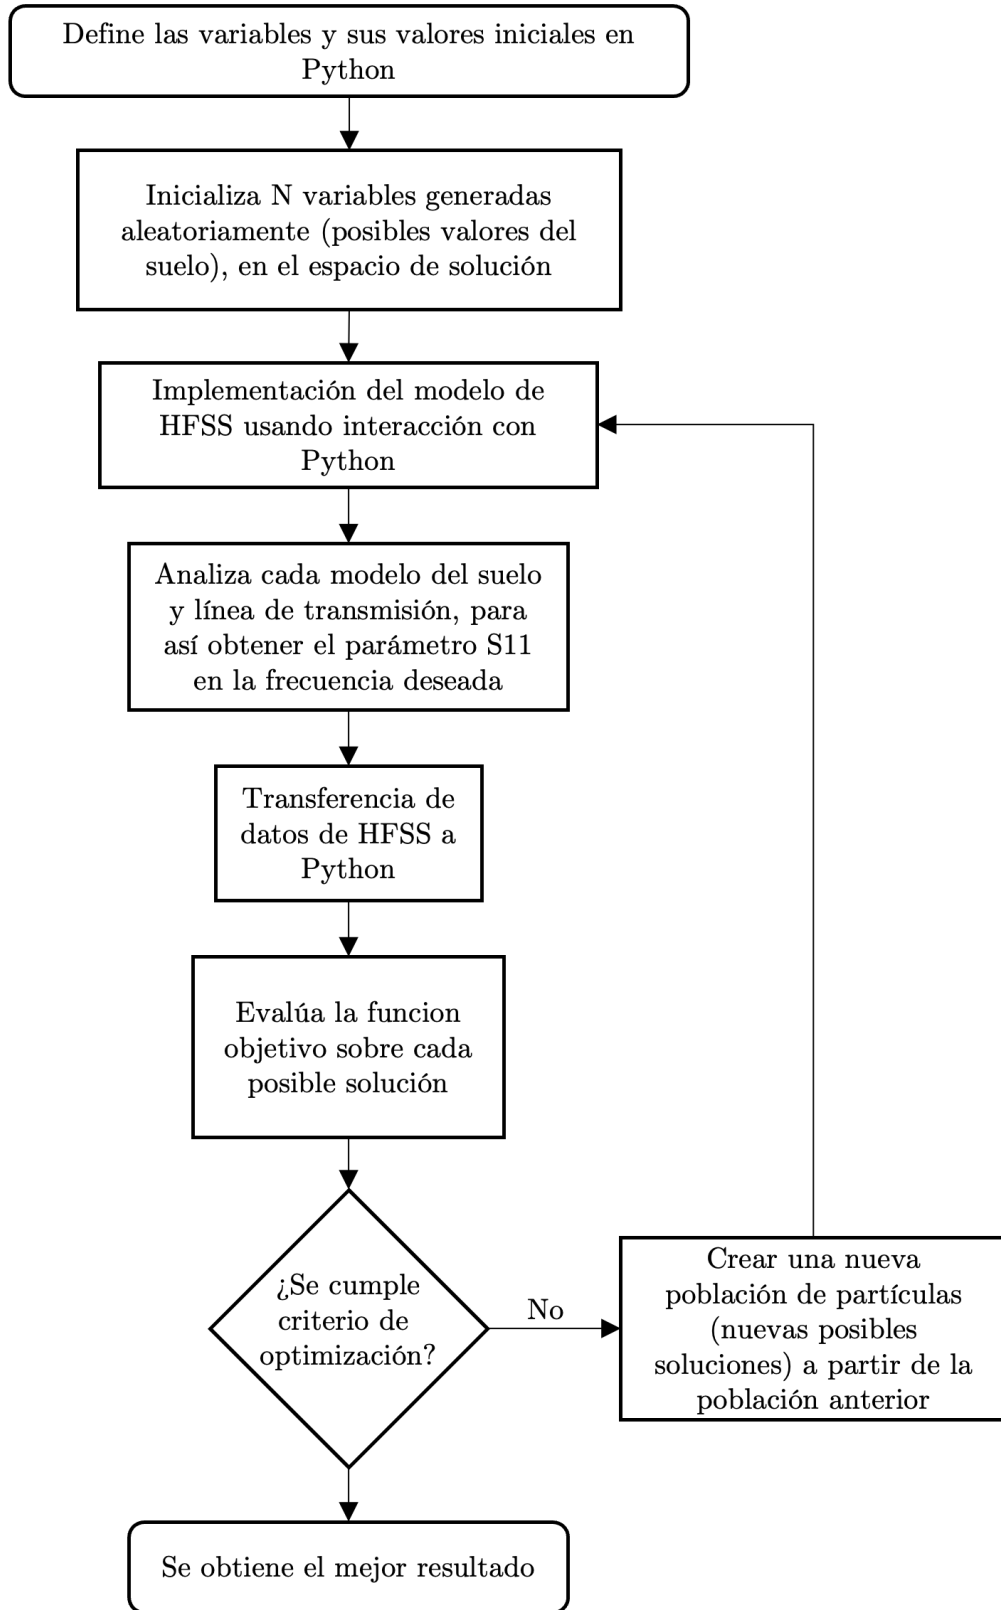 Define las variables y sus valores iniciales en
Python
Inicializa N variables generadas
aleatoriamente (posibles valores del
suelo), en el espacio de solución
Implementación del modelo de
HFSS usando interacción con
Python
Analiza cada modelo del suelo
y línea de transmisión, para
así obtener el parámetro S11
en la frecuencia deseada
Transferencia de
datos de HFSS a
Python
Evalúa la funcion
objetivo sobre cada
posible solución
¿Se cumple
criterio de
optimización?
No
Crear una nueva
población de partículas
(nuevas posibles
soluciones) a partir de la
población anterior
Se obtiene el mejor resultado